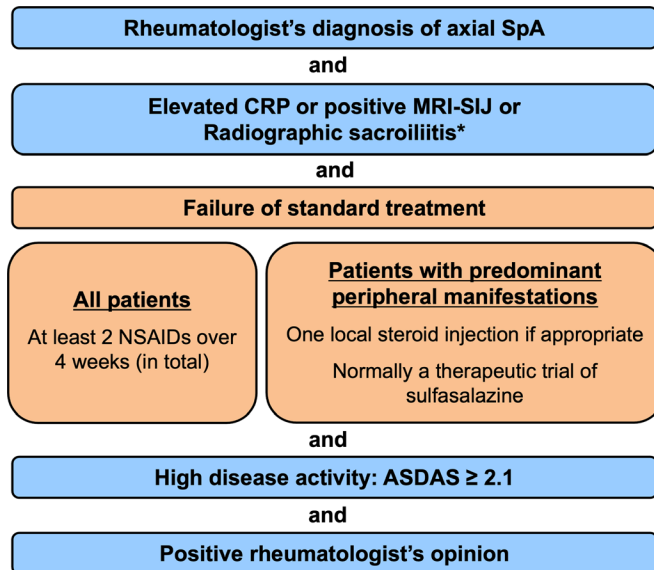 Rheumatologist’s diagnosis of axial SpA
and
Elevated CRP or positive MRI-SIJ or
Radiographic sacroiliitis*
and
Failure of standard treatment
All patients
At least 2 NSAIDs over
4 weeks (in total)
Patients with predominant
peripheral manifestations
One local steroid injection if appropriate
Normally a therapeutic trial of
sulfasalazine
and
High disease activity: ASDAS ≥ 2.1
and
Positive rheumatologist’s opinion